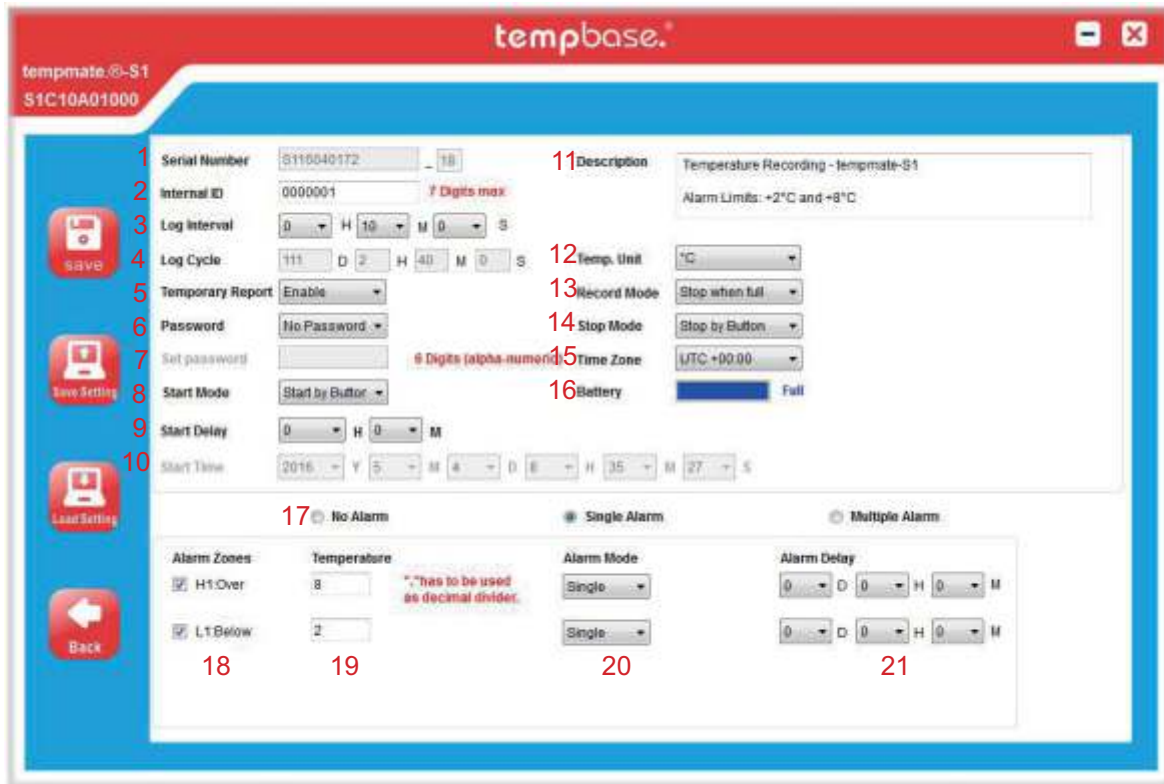 tempbase.®
tempmate.®-S1
S1C10A01000
save
Save Setting
Load Setting
Back
1 Serial Number S116040172 _ 18
2 Internal ID 0000001 7 Digits max
3 Log Interval 0 H 10 M 0 S
4 Log Cycle 111 D 2 H 40 M 0 S
5 Temporary Report Enable
6 Password No Password
7 Set password 6 Digits (alpha-numeric)
8 Start Mode Start by Buttor
9 Start Delay 0 H 0 M
10 Start Time 2016 Y 5 M 4 D 8 H 35 M 27 S
11 Description Temperature Recording - tempmate-S1
Alarm Limits: +2°C and +8°C
12 Temp. Unit °C
13 Record Mode Stop when full
14 Stop Mode Stop by Button
15 Time Zone UTC +00:00
16 Battery Full
17 No Alarm Single Alarm Multiple Alarm
Alarm Zones Temperature Alarm Mode Alarm Delay
H1:Over 8 "."has to be used Single 0 D 0 H 0 M
as decimal divider.
L1:Below 2 Single 0 D 0 H 0 M
18 19 20 21